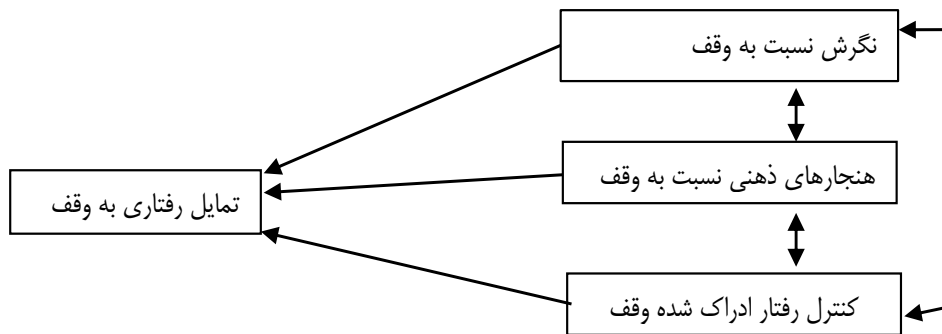 نگرش نسبت به وقف
هنجارهای ذهنی نسبت به وقف
تمایل رفتاری به وقف
کنترل رفتار ادراک شده وقف